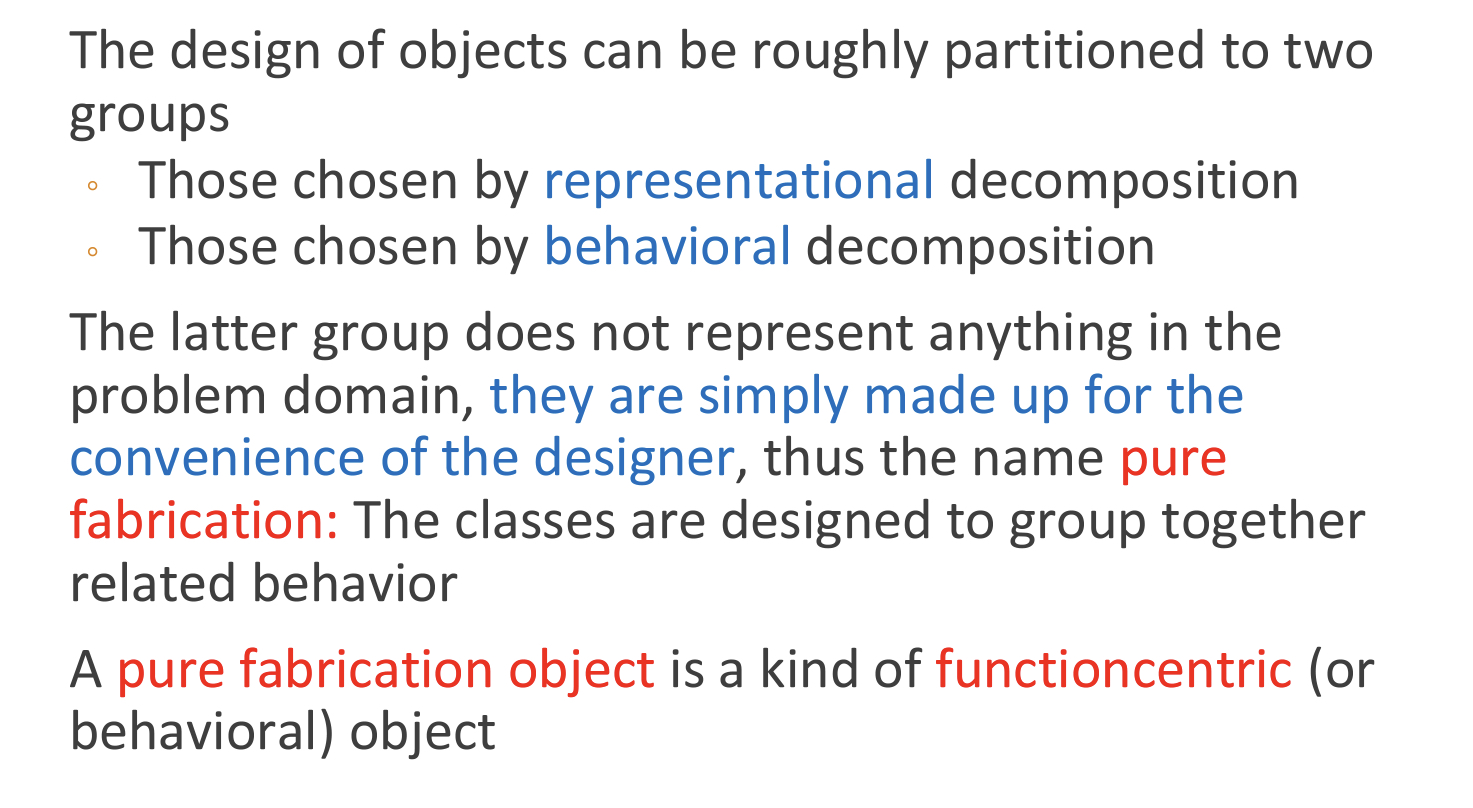 The design of objects can be roughly partitioned to two
groups
◦ Those chosen by representational decomposition
◦ Those chosen by behavioral decomposition
The latter group does not represent anything in the
problem domain, they are simply made up for the
convenience of the designer, thus the name pure
fabrication: The classes are designed to group together
related behavior
A pure fabrication object is a kind of functioncentric (or
behavioral) object